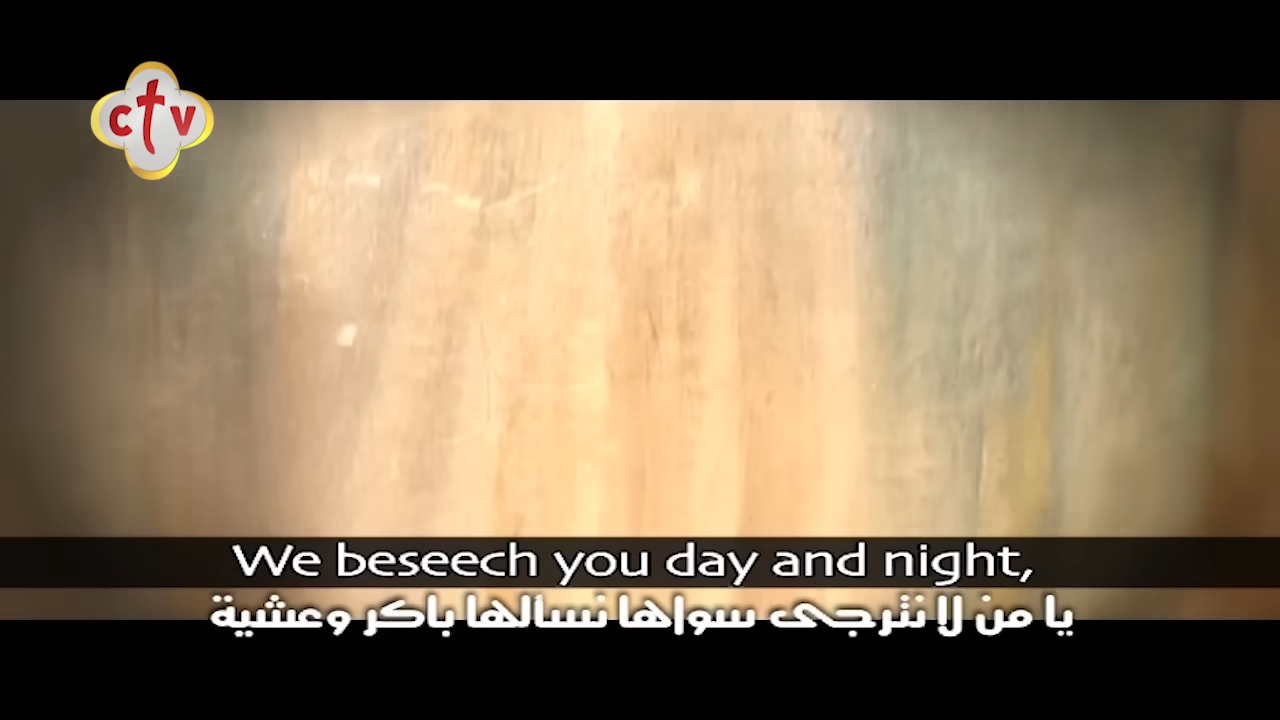 ctv
We beseech you day and night,
يا من لا نترجى سواها نسألها باكر وعشية